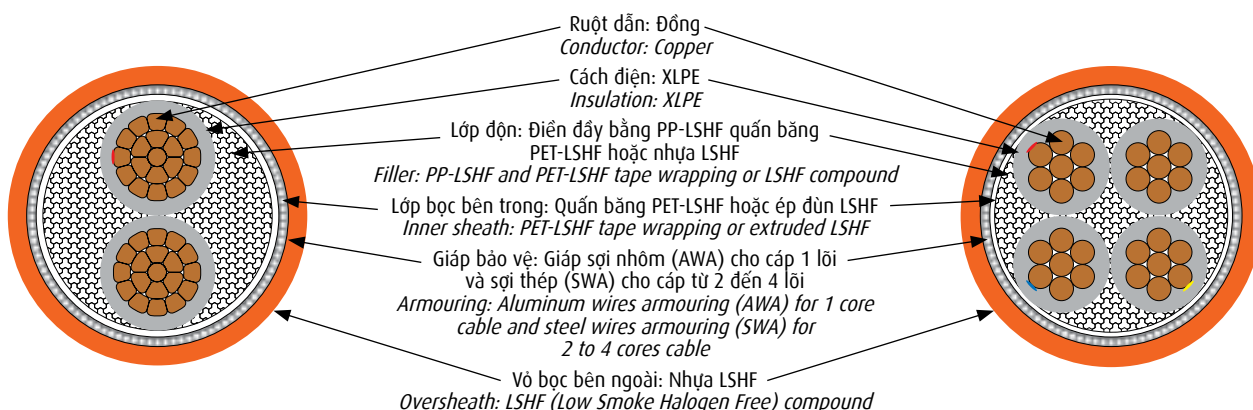 Ruột dẫn: Đồng
Conductor: Copper
Cách điện: XLPE
Insulation: XLPE
Lớp độn: Điền đầy bằng PP-LSHF quấn băng
PET-LSHF hoặc nhựa LSHF
Filler: PP-LSHF and PET-LSHF tape wrapping or LSHF compound
Lớp bọc bên trong: Quấn băng PET-LSHF hoặc ép đùn LSHF
Inner sheath: PET-LSHF tape wrapping or extruded LSHF
Giáp bảo vệ: Giáp sợi nhôm (AWA) cho cáp 1 lõi
và sợi thép (SWA) cho cáp từ 2 đến 4 lõi
Armouring: Aluminum wires armouring (AWA) for 1 core
cable and steel wires armouring (SWA) for
2 to 4 cores cable
Vỏ bọc bên ngoài: Nhựa LSHF
Oversheath: LSHF (Low Smoke Halogen Free) compound